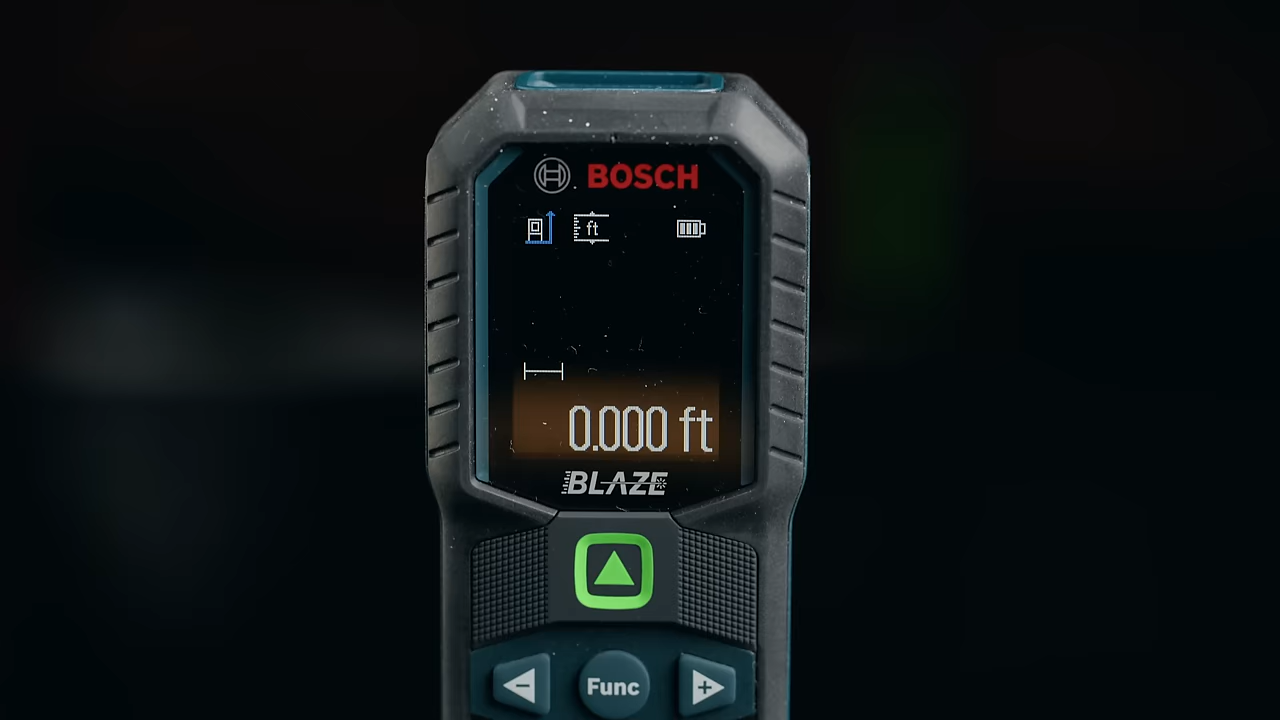 BOSCH
ft
0.000 ft
BLAZE
Func